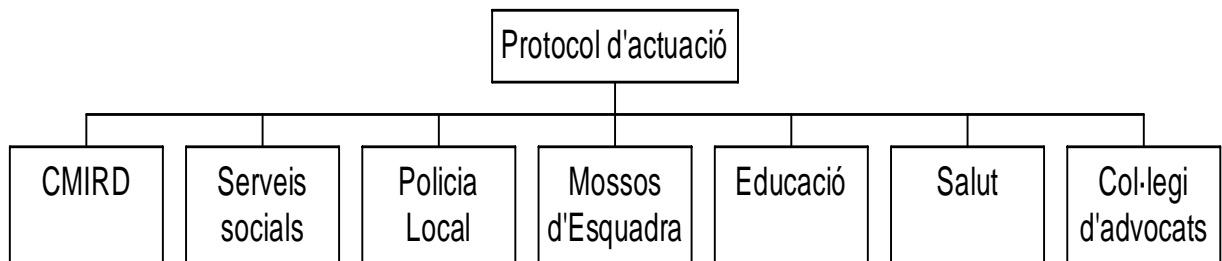 Protocol d'actuació
CMIRD
Serveis
socials
Policia
Local
Mossos
d'Esquadra
Educació
Salut
Col·legi
d'advocats